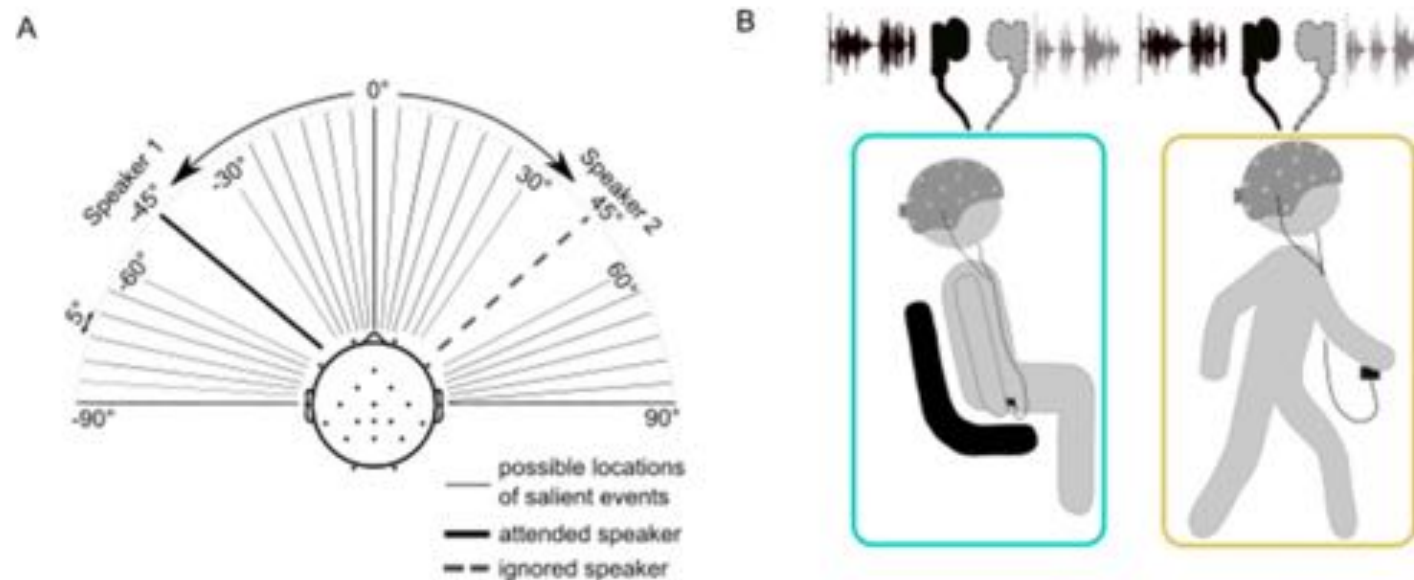 A
0°
Speaker 1
-45°
-30°
30°
Speaker 2
45°
-60°
60°
5°
-90°
90°
possible locations
of salient events
attended speaker
ignored speaker
B